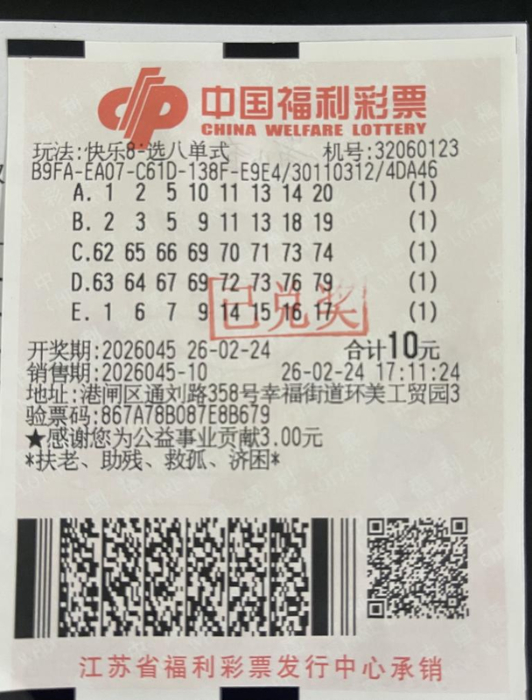 中国福利彩票
CHINA WELFARE LOTTERY
玩法:快乐8-选八单式 机号:32060123
B9FA-EA07-C61D-138F-E9E4/30110312/4DA46
A. 1 2 5 10 11 13 14 20 (1)
B. 2 3 5 9 11 13 18 19 (1)
C.62 65 66 69 70 71 73 74 (1)
D.63 64 67 69 72 73 76 79 (1)
E. 1 6 7 9 14 15 16 17 (1)
已兑奖
开奖期:2026045 26-02-24 合计10元
销售期:2026045-10 26-02-24 17:11:24
地址:港闸区通刘路358号幸福街道环美工贸园3
验票码:867A78B087E8B679
★感谢您为公益事业贡献3.00元
*扶老、助残、救孤、济困*
江苏省福利彩票发行中心承销